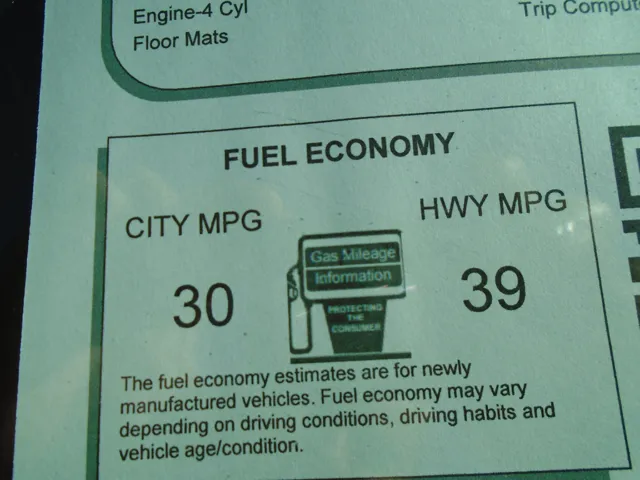 Engine-4 Cyl
Floor Mats
Trip
FUEL ECONOMY
CITY MPG
HWY MPG
Gas Mileage
Information
30
39
PROTECTING
THE
CONSUMER
The fuel economy estimates are for newly
manufactured vehicles. Fuel economy may vary
depending on driving conditions, driving habits and
vehicle age/condition.